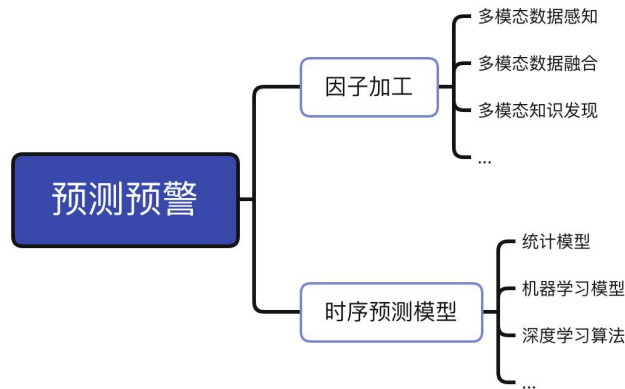 预测预警
因子加工
多模态数据感知
多模态数据融合
多模态知识发现
...
时序预测模型
统计模型
机器学习模型
深度学习算法
...